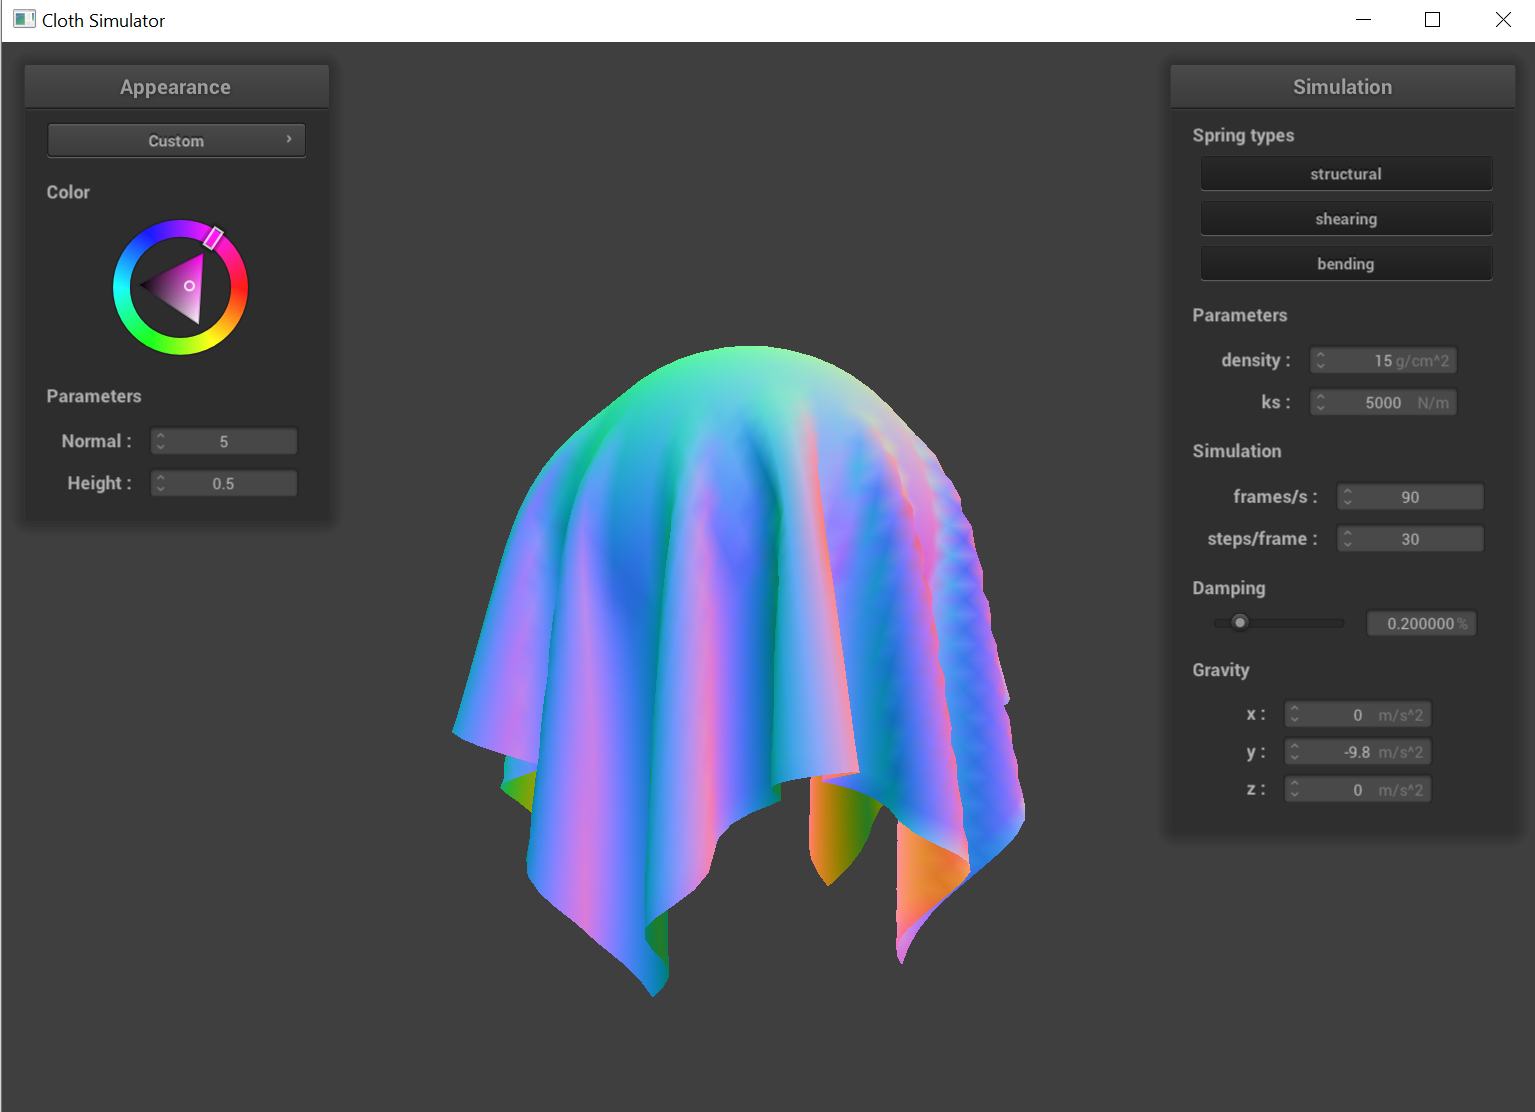 Cloth Simulator
Appearance
Custom
Color
Parameters
Normal : 5
Height : 0.5
Simulation
Spring types
structural
shearing
bending
Parameters
density : 15 g/cm^2
ks : 5000 N/m
Simulation
frames/s : 90
steps/frame : 30
Damping
0.200000 %
Gravity
x : 0 m/s^2
y : -9.8 m/s^2
z : 0 m/s^2